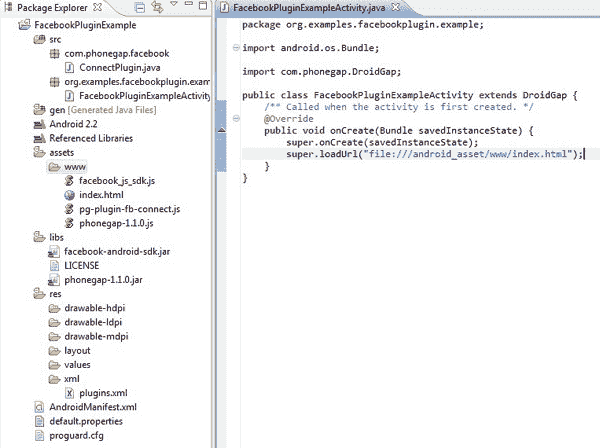 Package Explorer
FacebookPluginExample
src
com.phonegap.facebook
ConnectPlugin.java
org.examples.facebookplugin.exam
FacebookPluginExampleActivity
gen [Generated Java Files]
Android 2.2
Referenced Libraries
assets
www
facebook_js_sdk.js
index.html
pg-plugin-fb-connect.js
phonegap-1.1.0.js
libs
facebook-android-sdk.jar
LICENSE
phonegap-1.1.0.jar
res
drawable-hdpi
drawable-ldpi
drawable-mdpi
layout
values
xml
plugins.xml
AndroidManifest.xml
default.properties
proguard.cfg
FacebookPluginExampleActivity.java
package org.examples.facebookplugin.example;
import android.os.Bundle;
import com.phonegap.DroidGap;
public class FacebookPluginExampleActivity extends DroidGap {
/** Called when the activity is first created. */
@Override
public void onCreate(Bundle savedInstanceState) {
super.onCreate(savedInstanceState);
super.loadUrl("file:///android_asset/www/index.html");
}
}